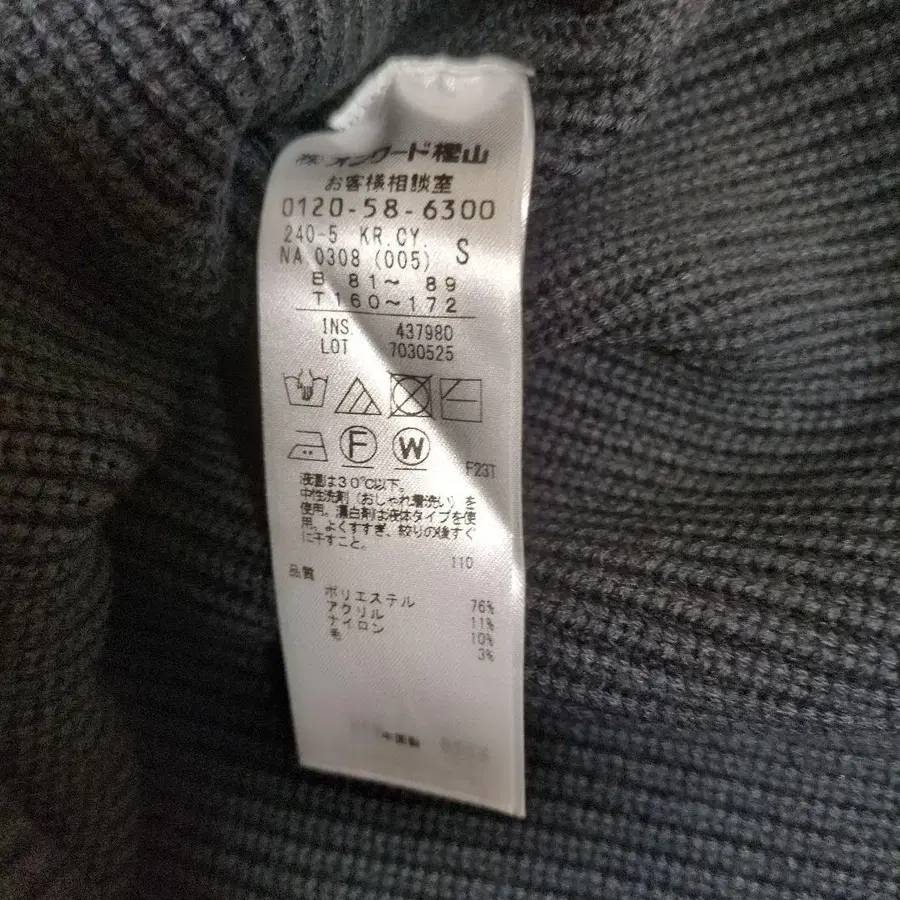 (株)オンワード樫山
お客様相談室
0120-58-6300
240-5 KR.CY. S
NA 0308 (005)
B 81～ 89
T160～172
INS. 437980
LOT 7030525
F W
F23T
液温は30℃以下。
中性洗剤(おしゃれ着洗い)を
使用。漂白剤は液体タイプを使
用。よくすすぎ、絞りの後すぐ
に干すこと。
110
品質
ポリエステル 76%
アクリル 11%
ナイロン 10%
毛 3%
中国製